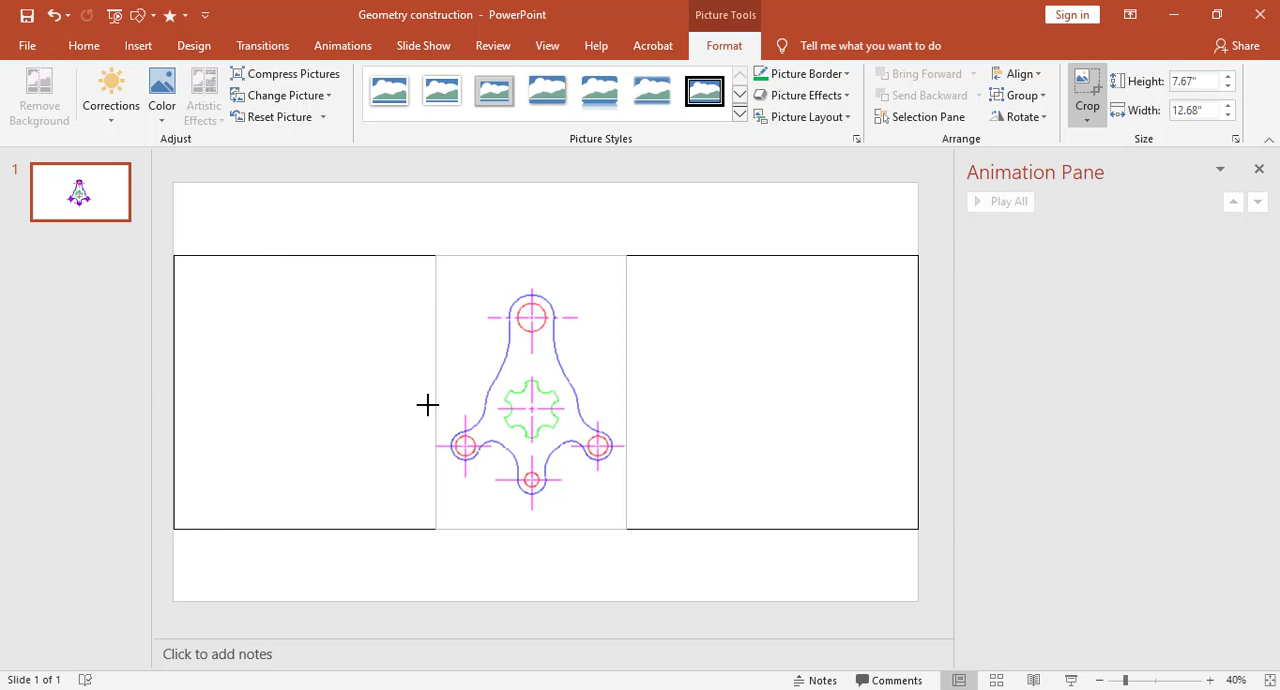 Geometry construction - PowerPoint
Picture Tools
Sign in
File Home Insert Design Transitions Animations Slide Show Review View Help Acrobat Format Tell me what you want to do Share
Remove Background
Corrections
Color
Artistic Effects
Compress Pictures
Change Picture
Reset Picture
Adjust
Picture Styles
Picture Border
Picture Effects
Picture Layout
Bring Forward
Send Backward
Selection Pane
Align
Group
Rotate
Arrange
Crop
Height: 7.67"
Width: 12.68"
Size
1
Animation Pane
Play All
Click to add notes
Slide 1 of 1
Notes
Comments
40%